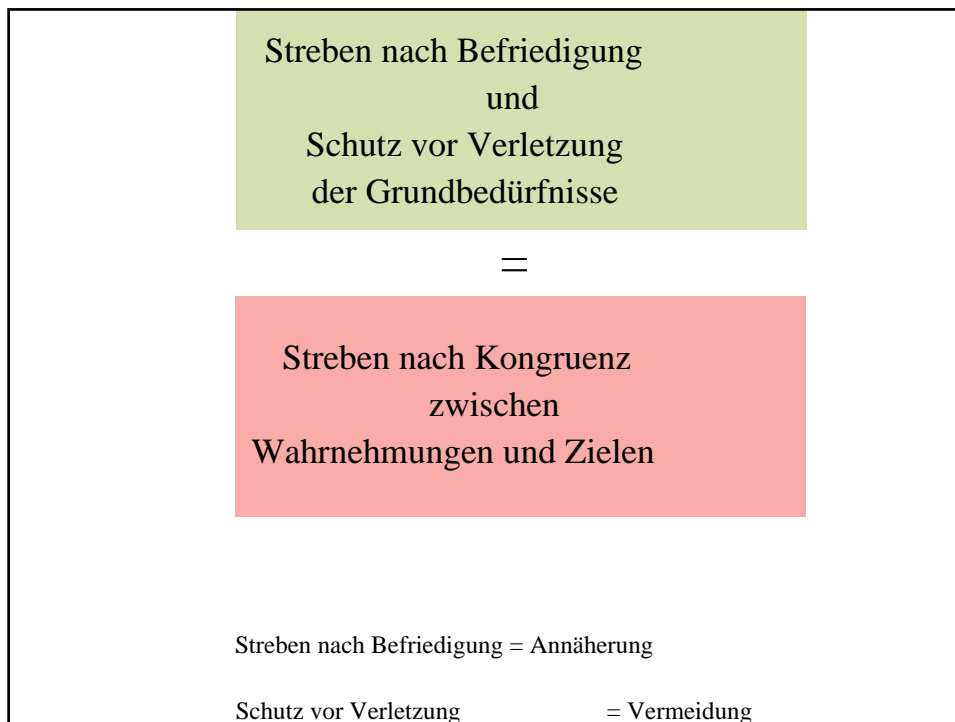 Streben nach Befriedigung
und
Schutz vor Verletzung
der Grundbedürfnisse
=
Streben nach Kongruenz
zwischen
Wahrnehmungen und Zielen
Streben nach Befriedigung = Annäherung
Schutz vor Verletzung = Vermeidung